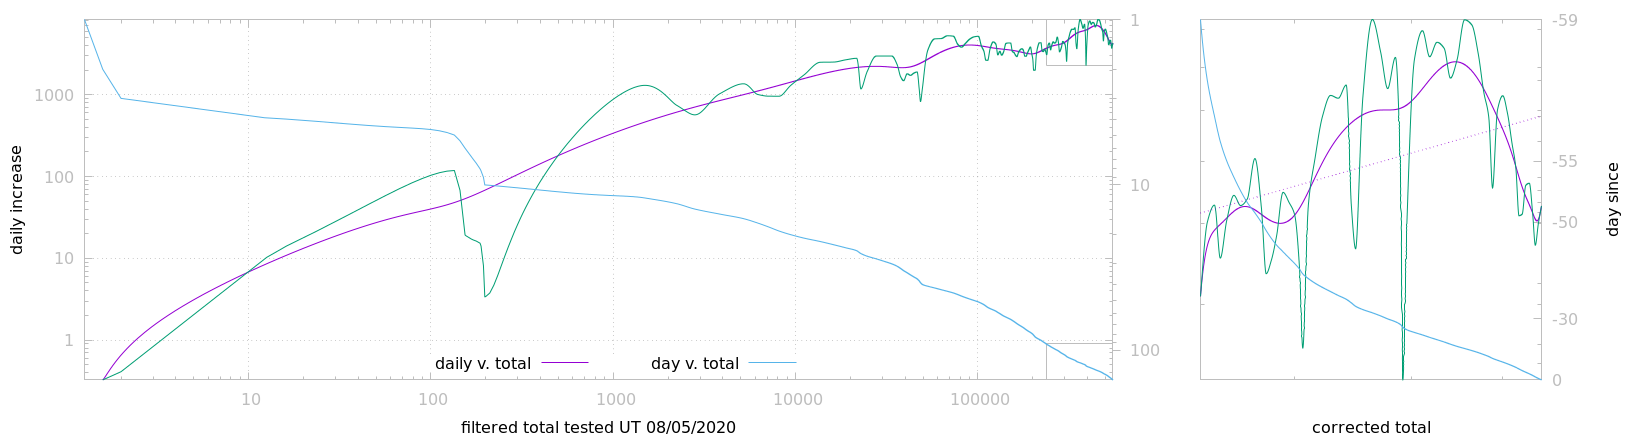 daily increase
1000
100
10
1
daily v. total
day v. total
10
100
1000
10000
100000
filtered total tested UT 08/05/2020
1
10
100
-59
-55
-50
-30
0
day since
corrected total